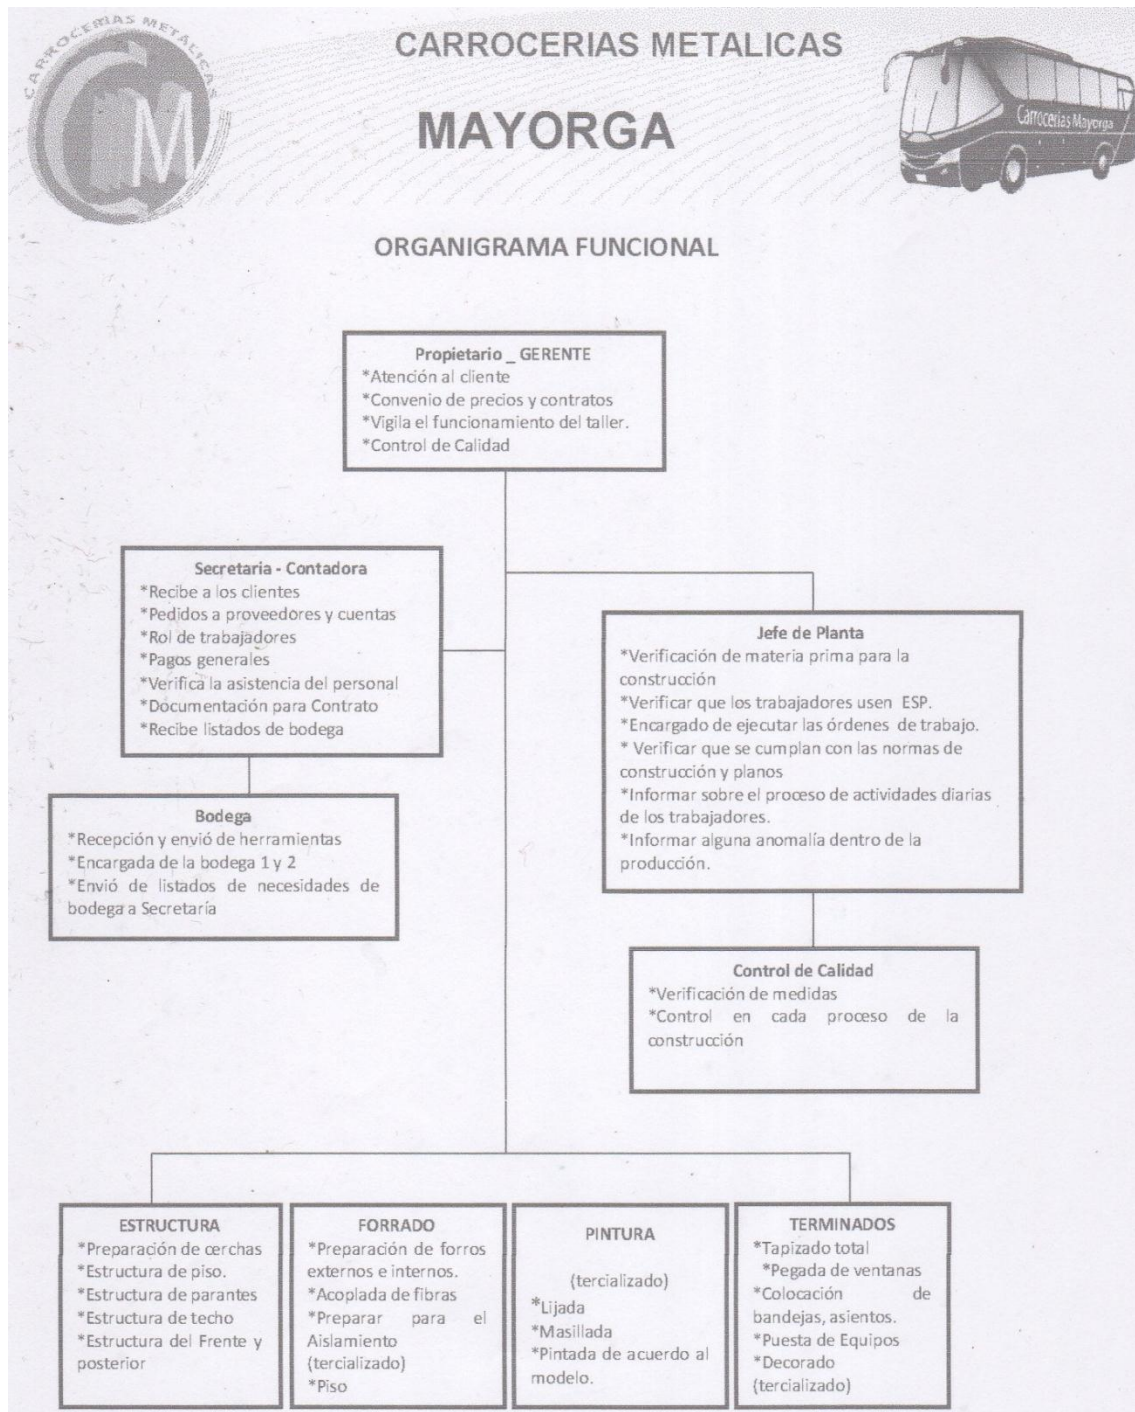 CARROCERIAS METALICAS
CARROCERIAS METALICAS
M
MAYORGA
Carrocerias Mayorga
ORGANIGRAMA FUNCIONAL
Propietario _ GERENTE
*Atención al cliente
*Convenio de precios y contratos
*Vigila el funcionamiento del taller.
*Control de Calidad
Secretaria - Contadora
*Recibe a los clientes
*Pedidos a proveedores y cuentas
*Rol de trabajadores
*Pagos generales
*Verifica la asistencia del personal
*Documentación para Contrato
*Recibe listados de bodega
Jefe de Planta
*Verificación de materia prima para la
construcción
*Verificar que los trabajadores usen ESP.
*Encargado de ejecutar las órdenes de trabajo.
* Verificar que se cumplan con las normas de
construcción y planos
*Informar sobre el proceso de actividades diarias
de los trabajadores.
*Informar alguna anomalía dentro de la
producción.
Bodega
*Recepción y envió de herramientas
*Encargada de la bodega 1 y 2
*Envió de listados de necesidades de
bodega a Secretaría
Control de Calidad
*Verificación de medidas
*Control en cada proceso de la
construcción
ESTRUCTURA
*Preparación de cerchas
*Estructura de piso.
*Estructura de parantes
*Estructura de techo
*Estructura del Frente y
posterior
FORRADO
*Preparación de forros
externos e internos.
*Acoplada de fibras
*Preparar para el
Aislamiento
(tercializado)
*Piso
PINTURA
(tercializado)
*Lijada
*Masillada
*Pintada de acuerdo al
modelo.
TERMINADOS
*Tapizado total
*Pegada de ventanas
*Colocación de
bandejas, asientos.
*Puesta de Equipos
*Decorado
(tercializado)